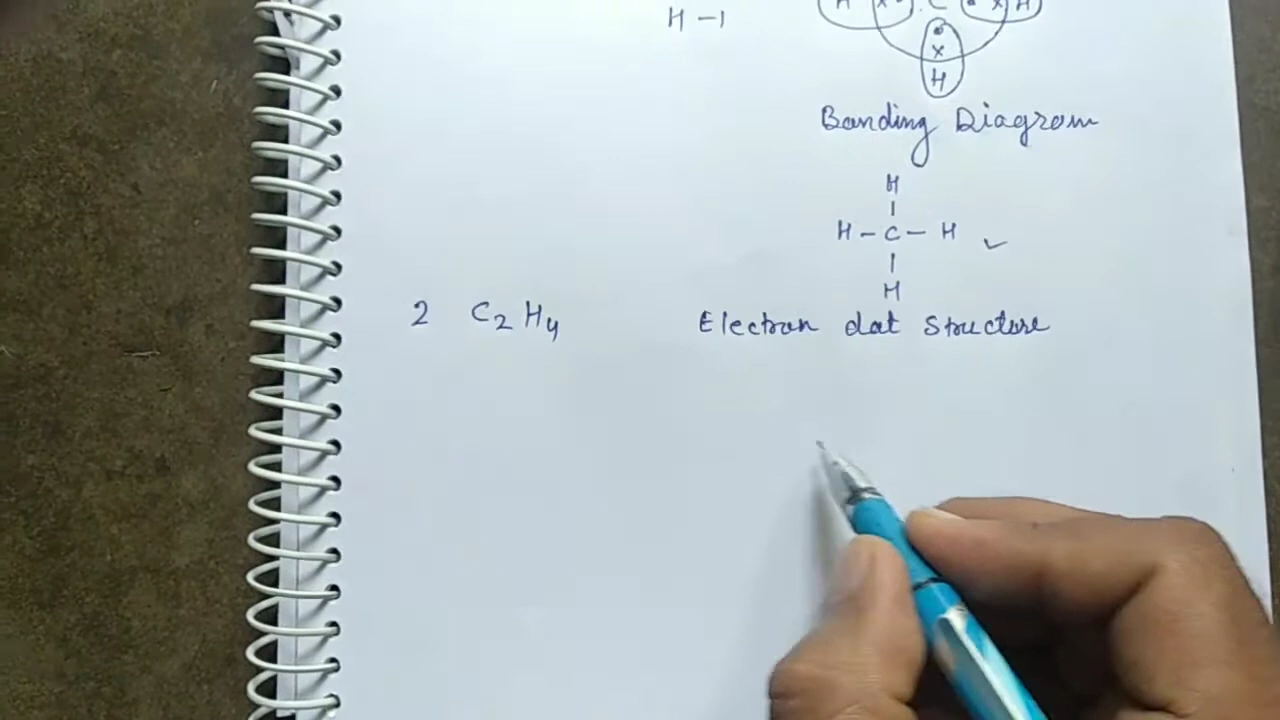 H x • C • x H
H – 1
•
x
H
Bonding Diagram
H
|
H – C – H ✓
|
H
2 C₂H₄ Electron dot structure